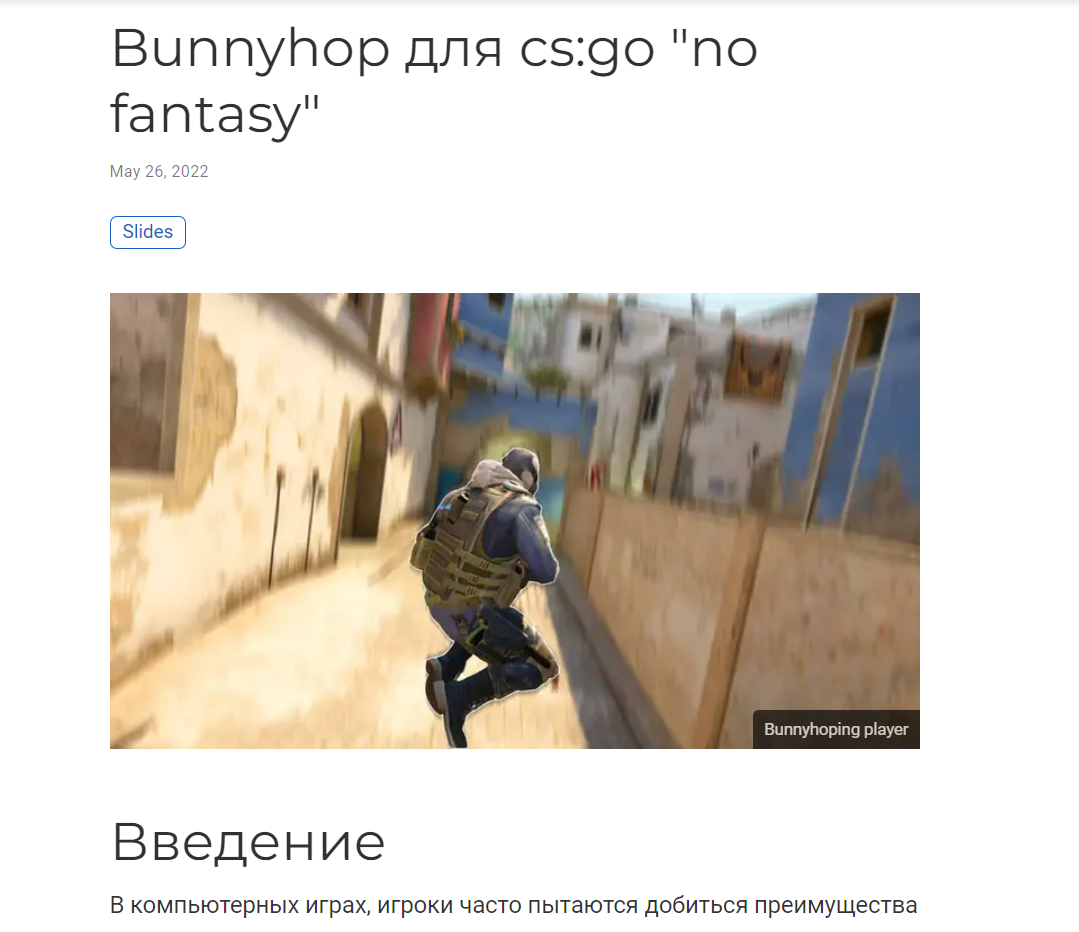 Bunnyhop для cs:go "no
fantasy"
May 26, 2022
Slides
Bunnyhoping player
Введение
В компьютерных играх, игроки часто пытаются добиться преимущества